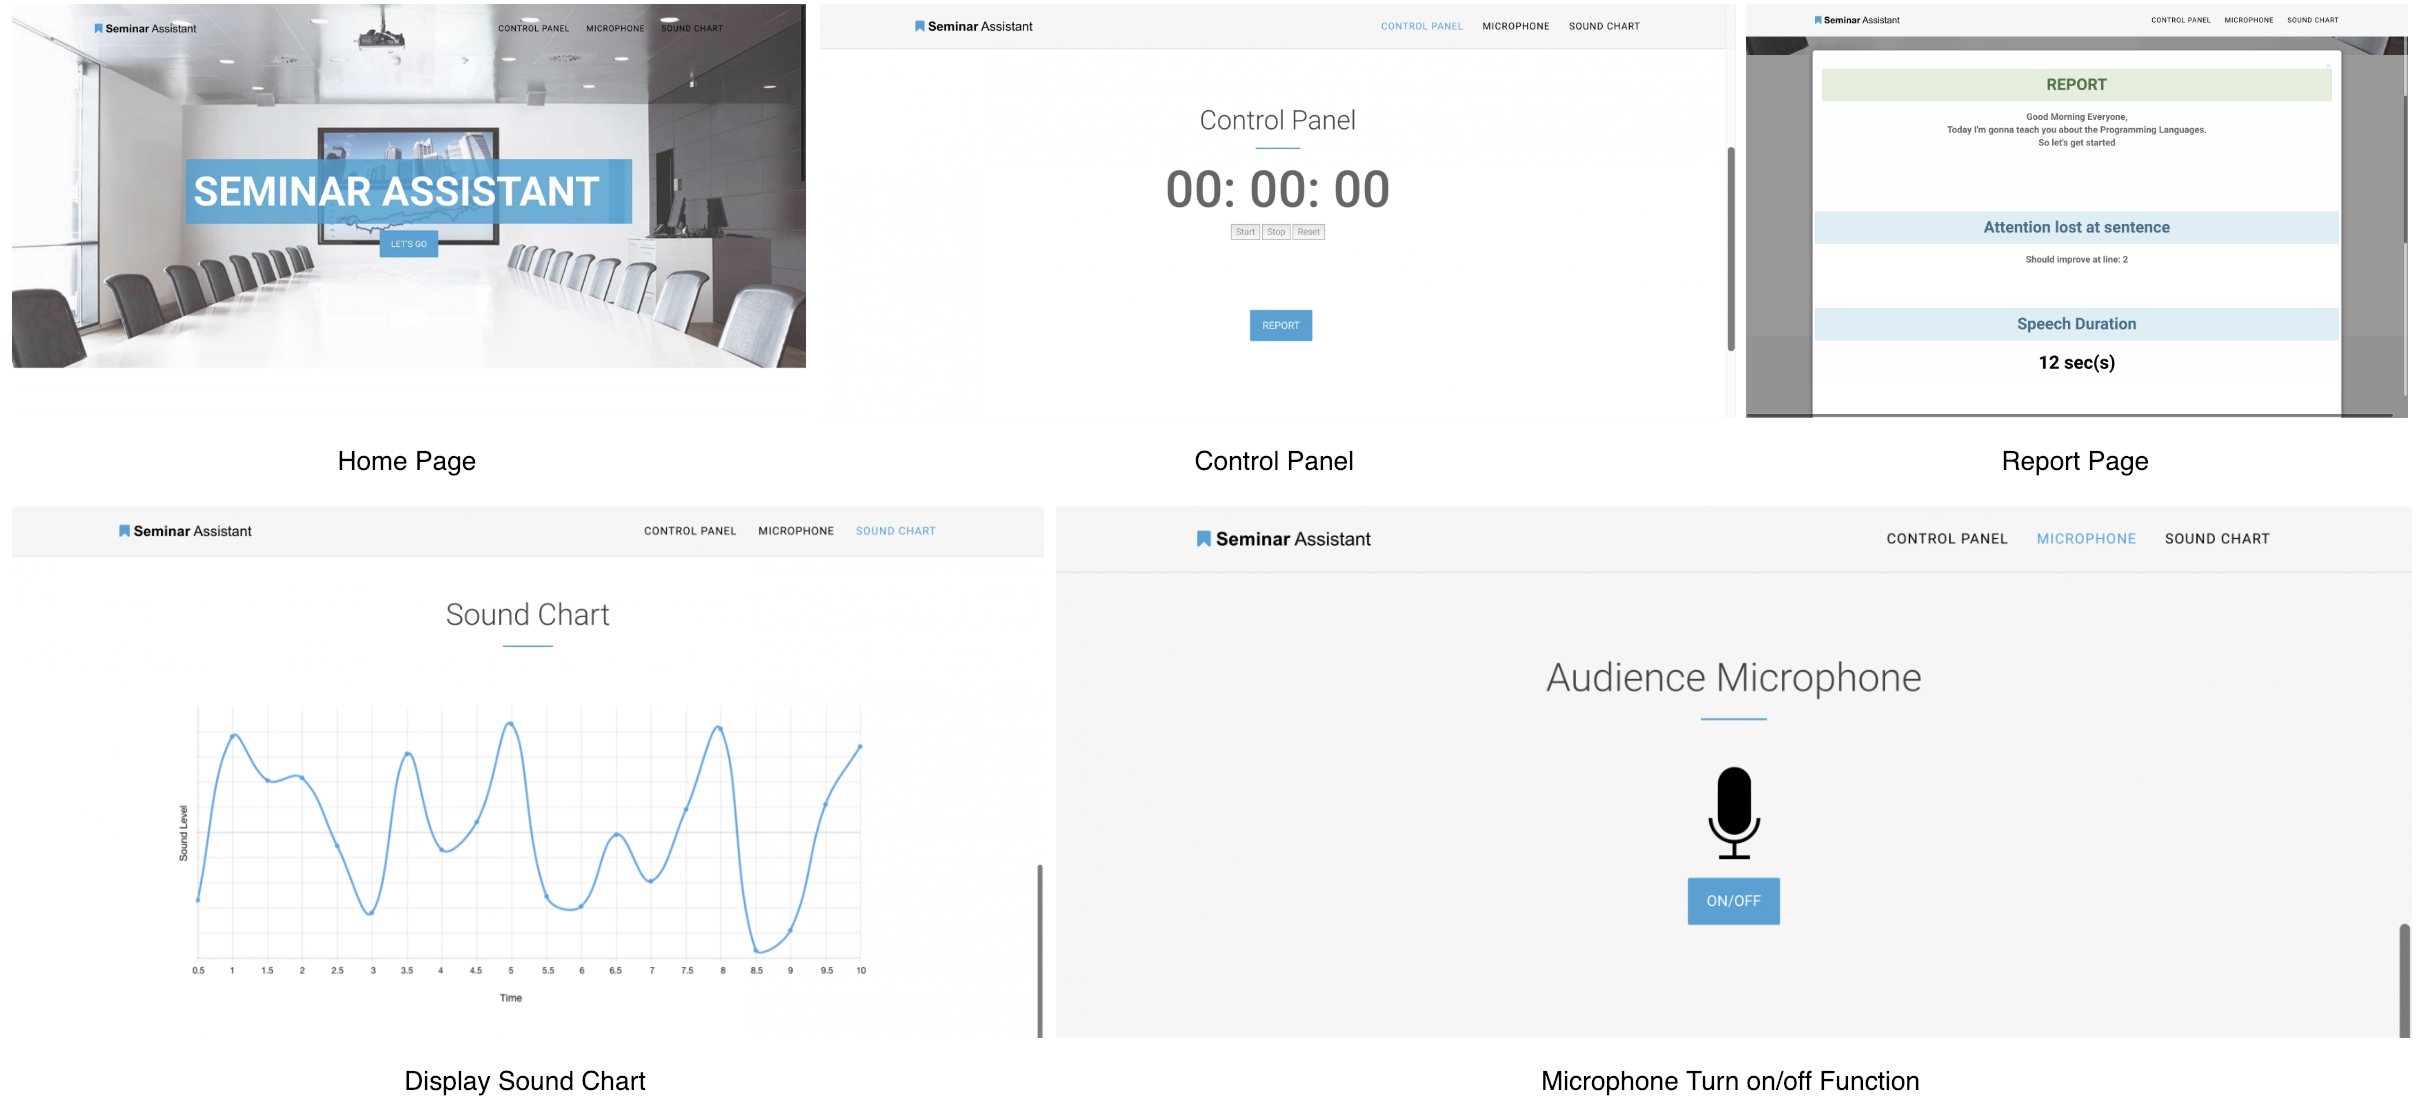 Seminar Assistant
CONTROL PANEL MICROPHONE SOUND CHART
SEMINAR ASSISTANT
LET'S GO
Home Page
Seminar Assistant
CONTROL PANEL MICROPHONE SOUND CHART
Control Panel
00: 00: 00
Start Stop Reset
REPORT
Control Panel
Seminar Assistant
CONTROL PANEL MICROPHONE SOUND CHART
REPORT
Good Morning Everyone,
Today I'm gonna teach you about the Programming Languages.
So let's get started
Attention lost at sentence
Should improve at line: 2
Speech Duration
12 sec(s)
Report Page
Seminar Assistant
CONTROL PANEL MICROPHONE SOUND CHART
Sound Chart
Sound Level
0.5 1 1.5 2 2.5 3 3.5 4 4.5 5 5.5 6 6.5 7 7.5 8 8.5 9 9.5 10
Time
Display Sound Chart
Seminar Assistant
CONTROL PANEL MICROPHONE SOUND CHART
Audience Microphone
ON/OFF
Microphone Turn on/off Function